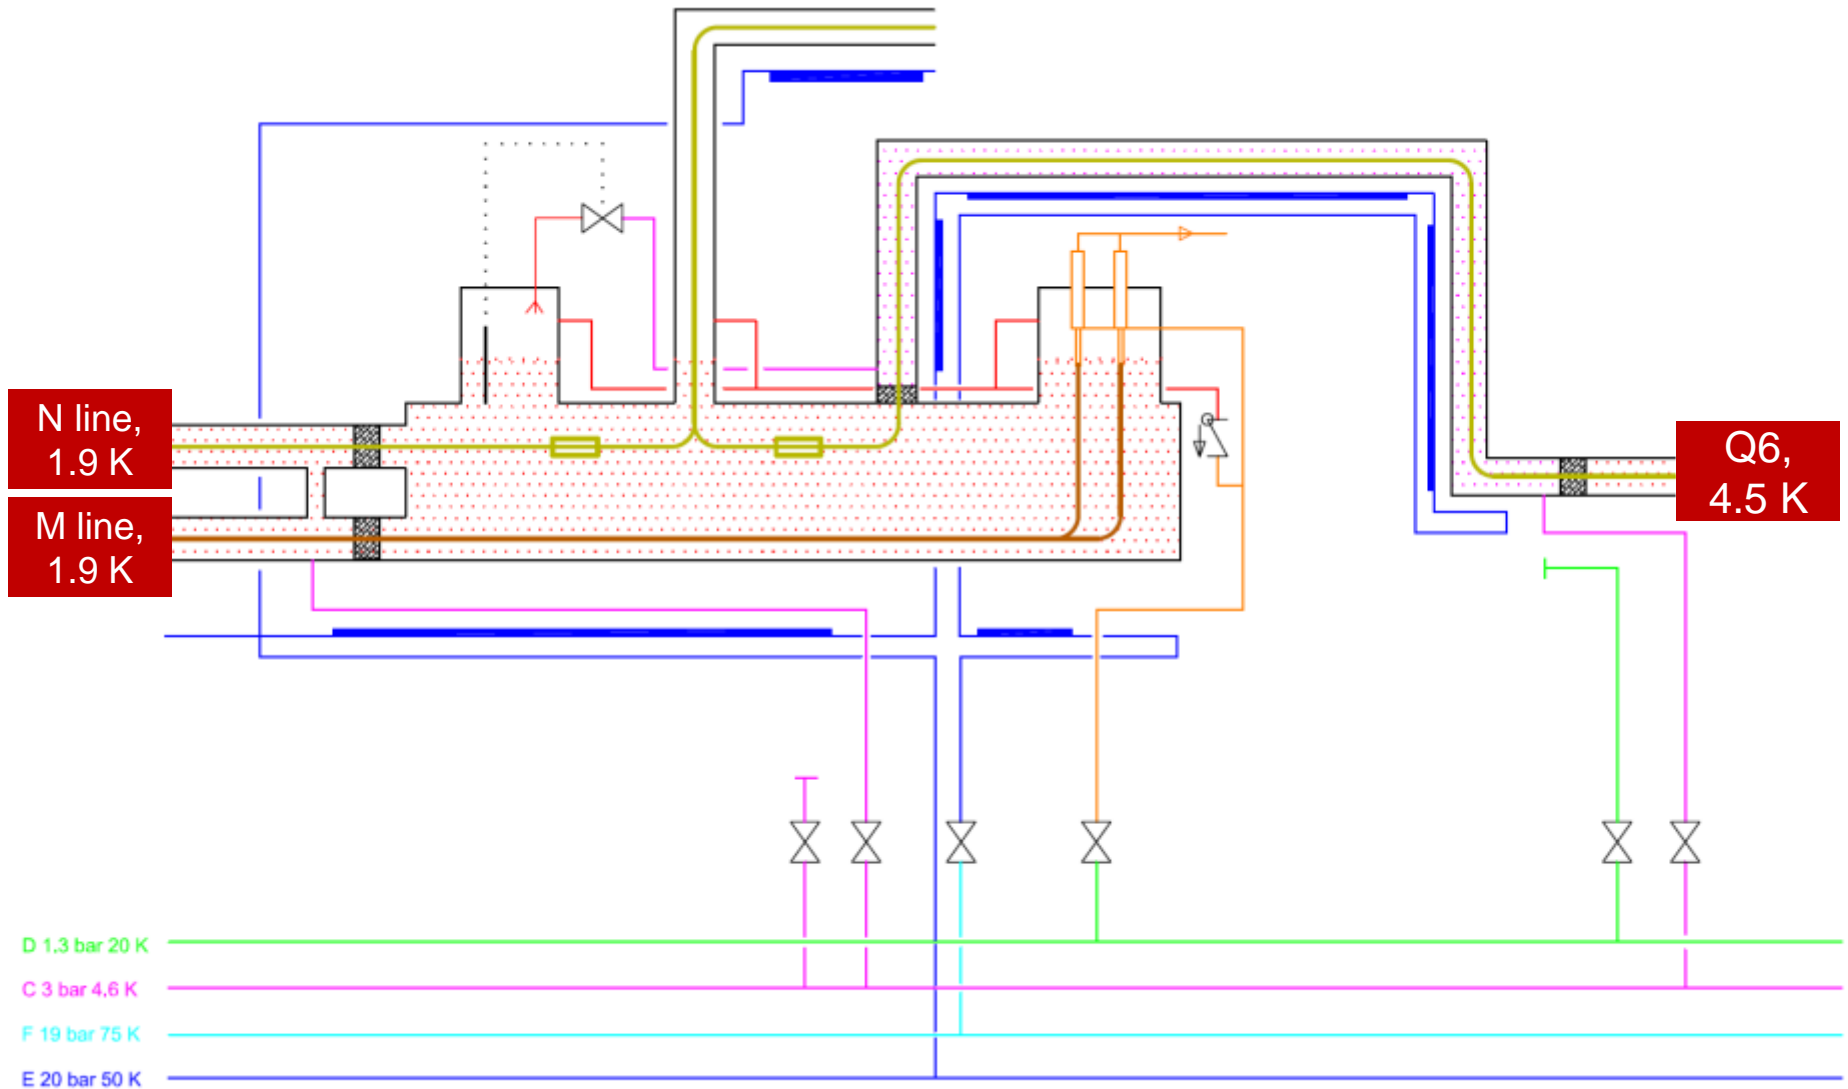 N line,
1.9 K
M line,
1.9 K
Q6,
4.5 K
D 1.3 bar 20 K
C 3 bar 4.6 K
F 19 bar 75 K
E 20 bar 50 K